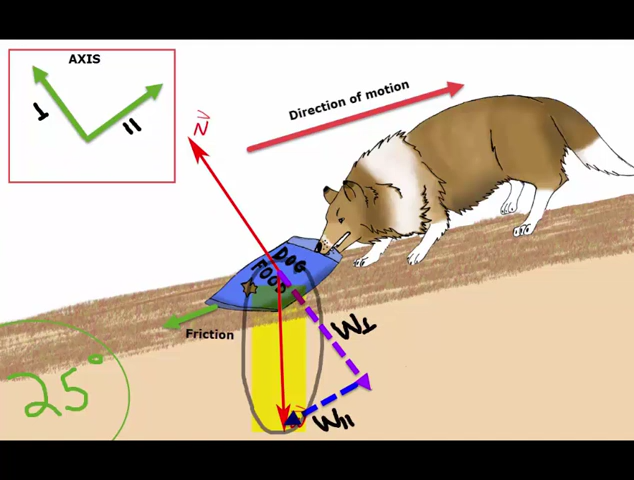 AXIS
⊥
||
N
Direction of motion
DOG
FOOD
Friction
W⊥
W||
25°